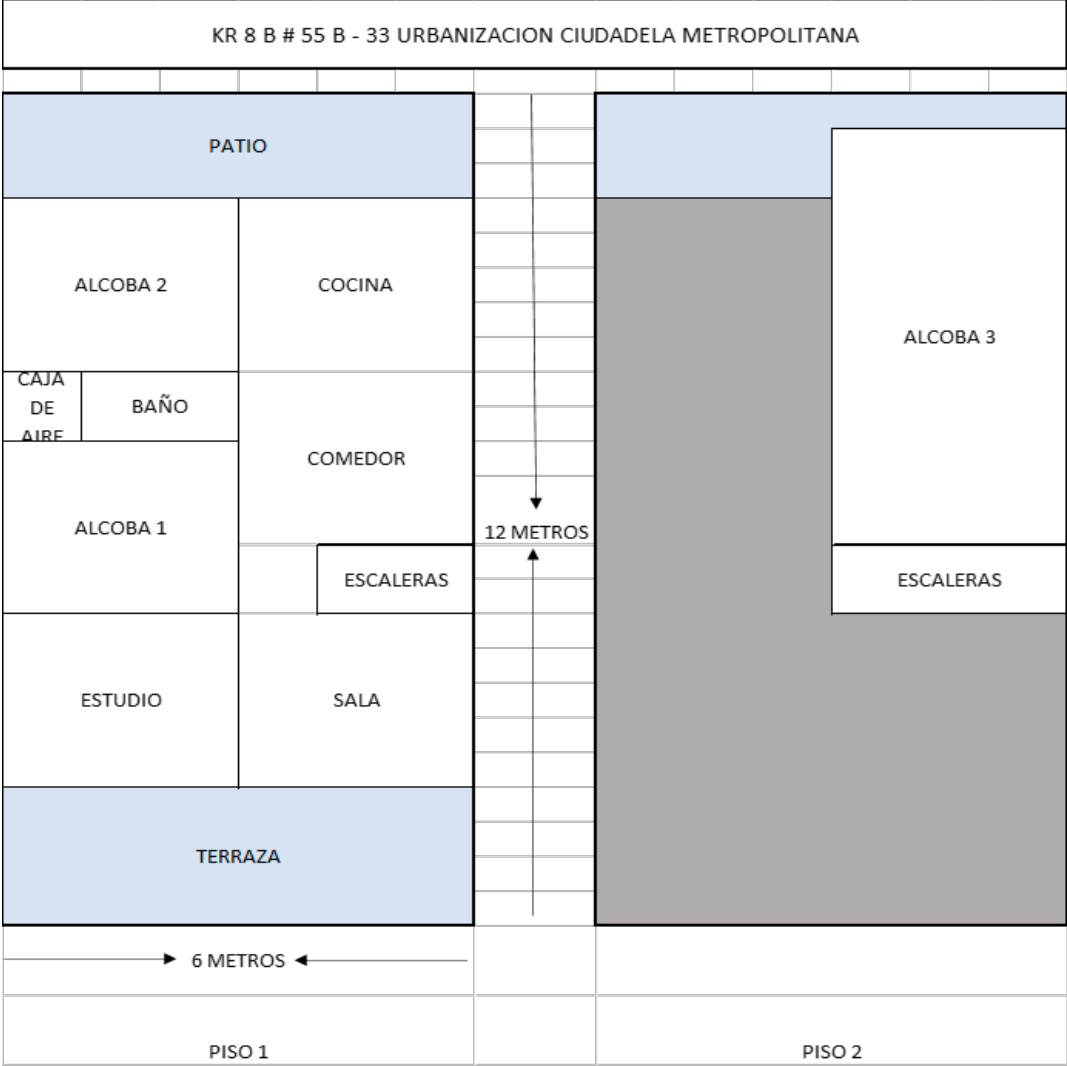 KR 8 B # 55 B - 33 URBANIZACION CIUDADELA METROPOLITANA
PATIO
ALCOBA 2
COCINA
ALCOBA 3
CAJA
DE
AIRE
BAÑO
COMEDOR
ALCOBA 1
12 METROS
ESCALERAS
ESCALERAS
ESTUDIO
SALA
TERRAZA
6 METROS
PISO 1
PISO 2